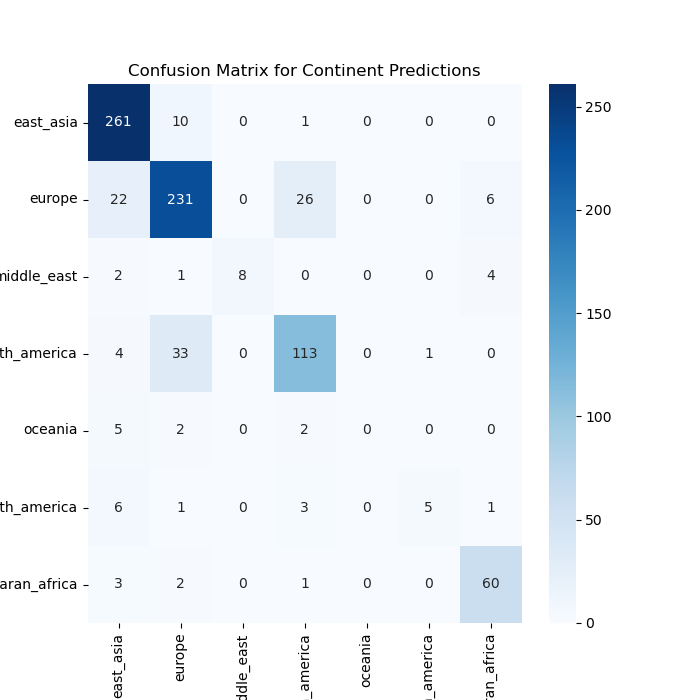 Confusion Matrix for Continent Predictions
east_asia 261 10 0 1 0 0 0
europe 22 231 0 26 0 0 6
niddle_east 2 1 8 0 0 0 4
th_america 4 33 0 113 0 1 0
oceania 5 2 2 0 0 0 0
th_america 6 1 0 3 0 5 1
aran_africa 3 2 0 1 0 0 60
east_asia
europe
ddle_east
_america
oceania
_america
ran_africa
250
200
150
100
50
0